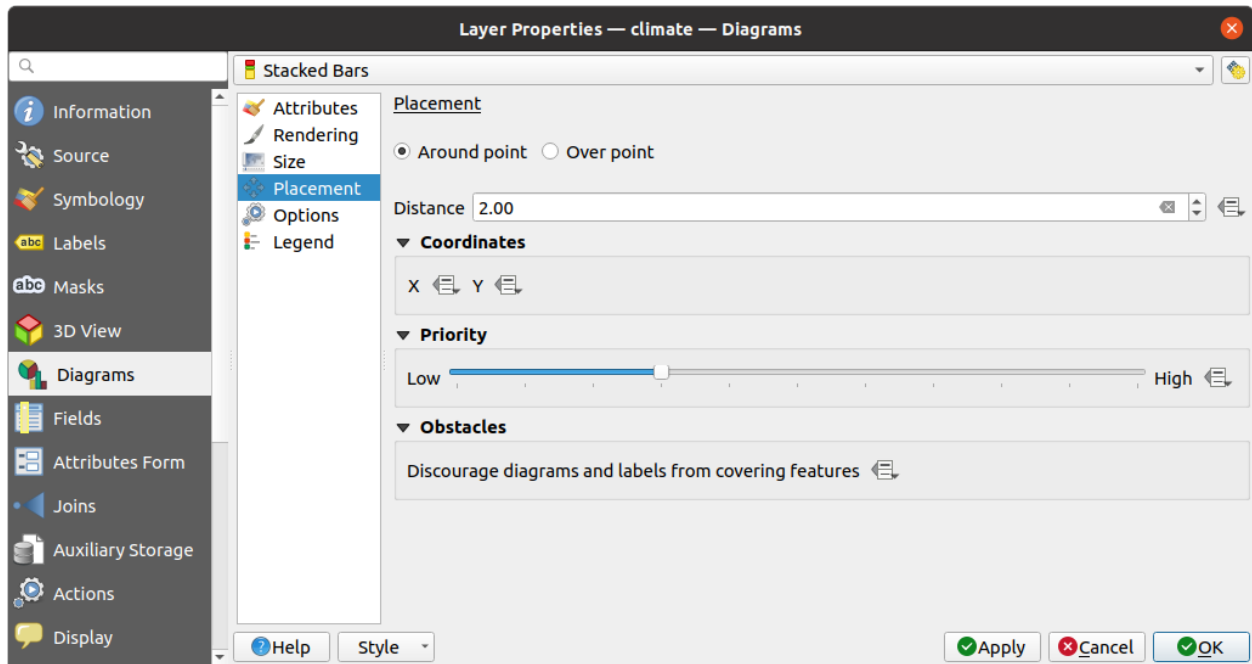 Layer Properties — climate — Diagrams
Stacked Bars
Information
Source
Symbology
abc Labels
abc Masks
3D View
Diagrams
Fields
Attributes Form
Joins
Auxiliary Storage
Actions
Display
Attributes
Rendering
Size
Placement
Options
Legend
Placement
Around point Over point
Distance 2.00
Coordinates
X Y
Priority
Low High
Obstacles
Discourage diagrams and labels from covering features
Help Style Apply Cancel OK